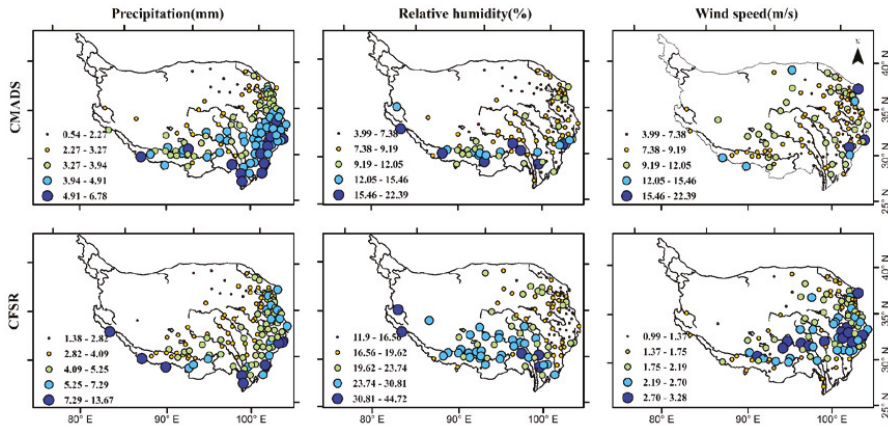 Precipitation(mm) Relative humidity(%) Wind speed(m/s)
CMADS
N
0.54 - 2.27
2.27 - 3.27
3.27 - 3.94
3.94 - 4.91
4.91 - 6.78
3.99 - 7.38
7.38 - 9.19
9.19 - 12.05
12.05 - 15.46
15.46 - 22.39
3.99 - 7.38
7.38 - 9.19
9.19 - 12.05
12.05 - 15.46
15.46 - 22.39
40° N
35° N
30° N
25° N
CFSR
1.38 - 2.82
2.82 - 4.09
4.09 - 5.25
5.25 - 7.29
7.29 - 13.67
11.9 - 16.56
16.56 - 19.62
19.62 - 23.74
23.74 - 30.81
30.81 - 44.72
0.99 - 1.37
1.37 - 1.75
1.75 - 2.19
2.19 - 2.70
2.70 - 3.28
40° N
35° N
30° N
25° N
80° E 90° E 100° E 80° E 90° E 100° E 80° E 90° E 100° E